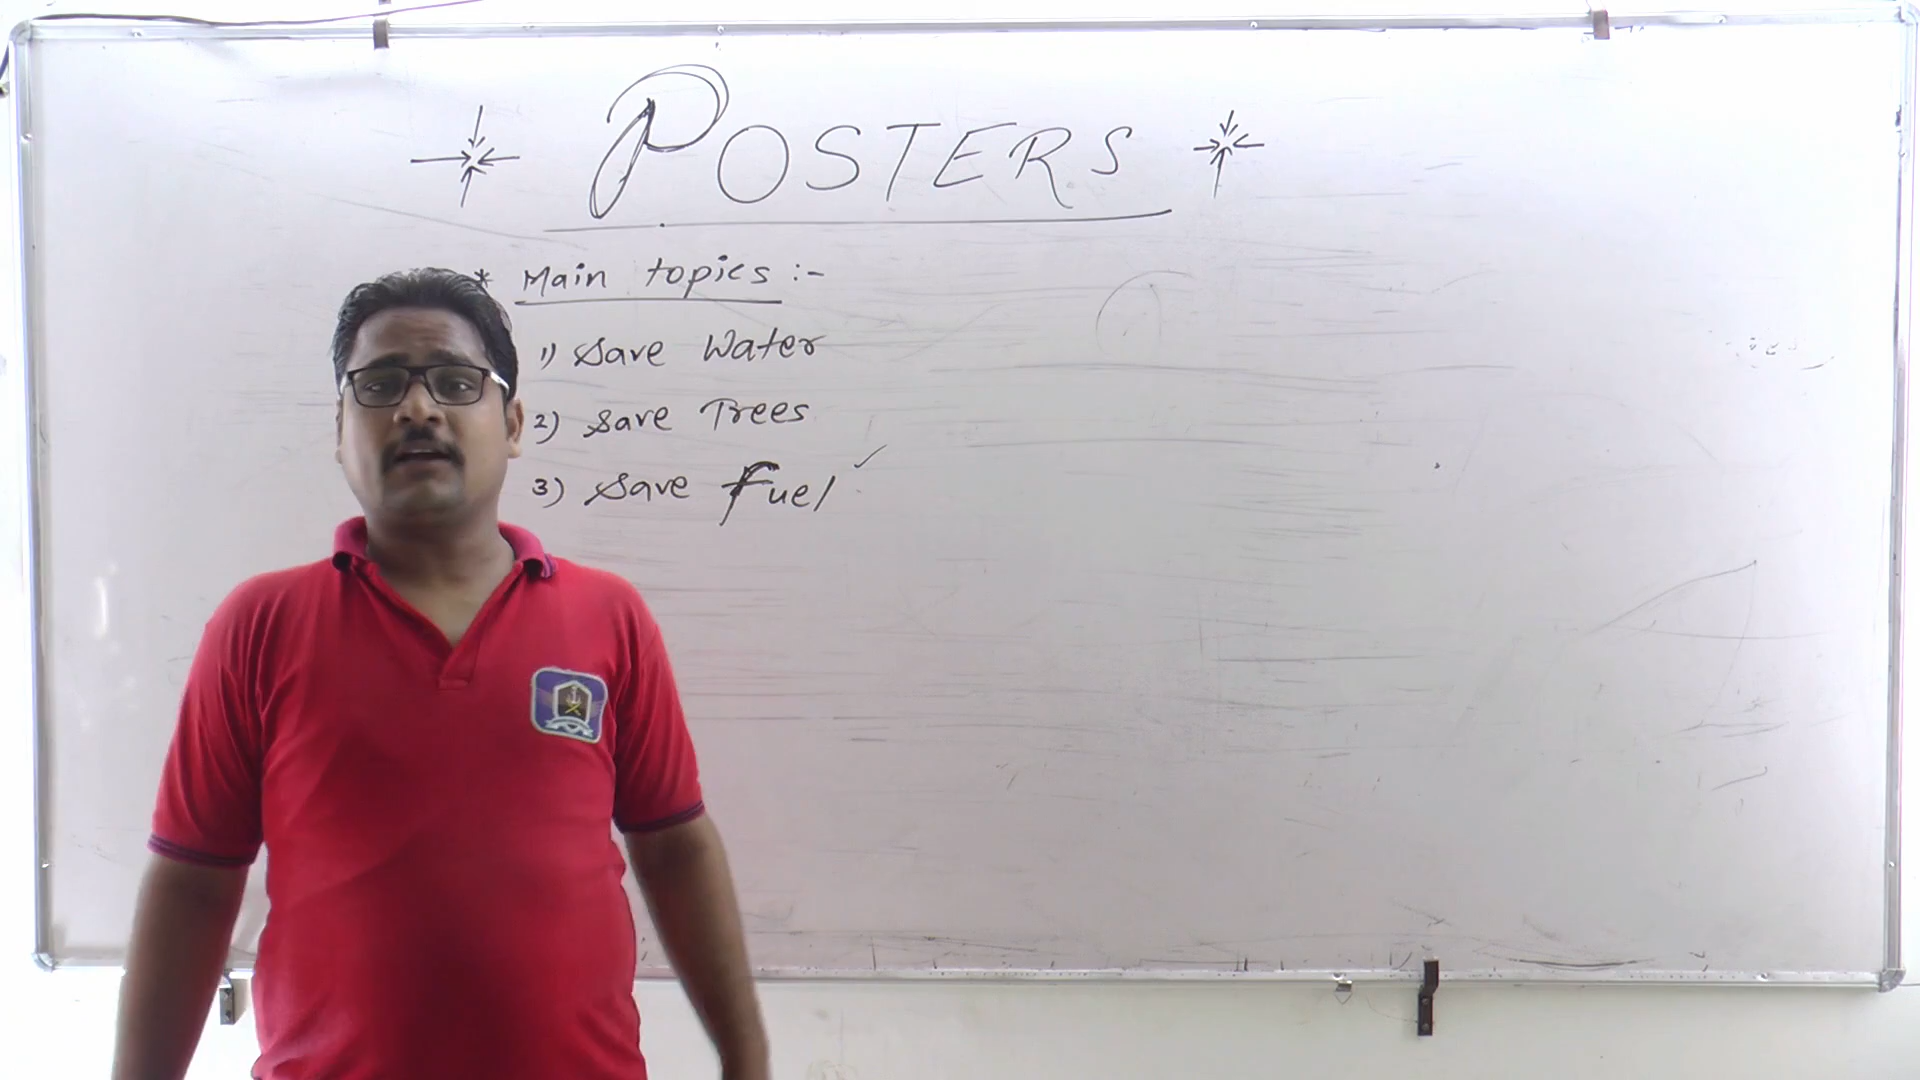 POSTERS
* Main topics :-
1) Save Water
2) Save Trees
3) Save Fuel ✓